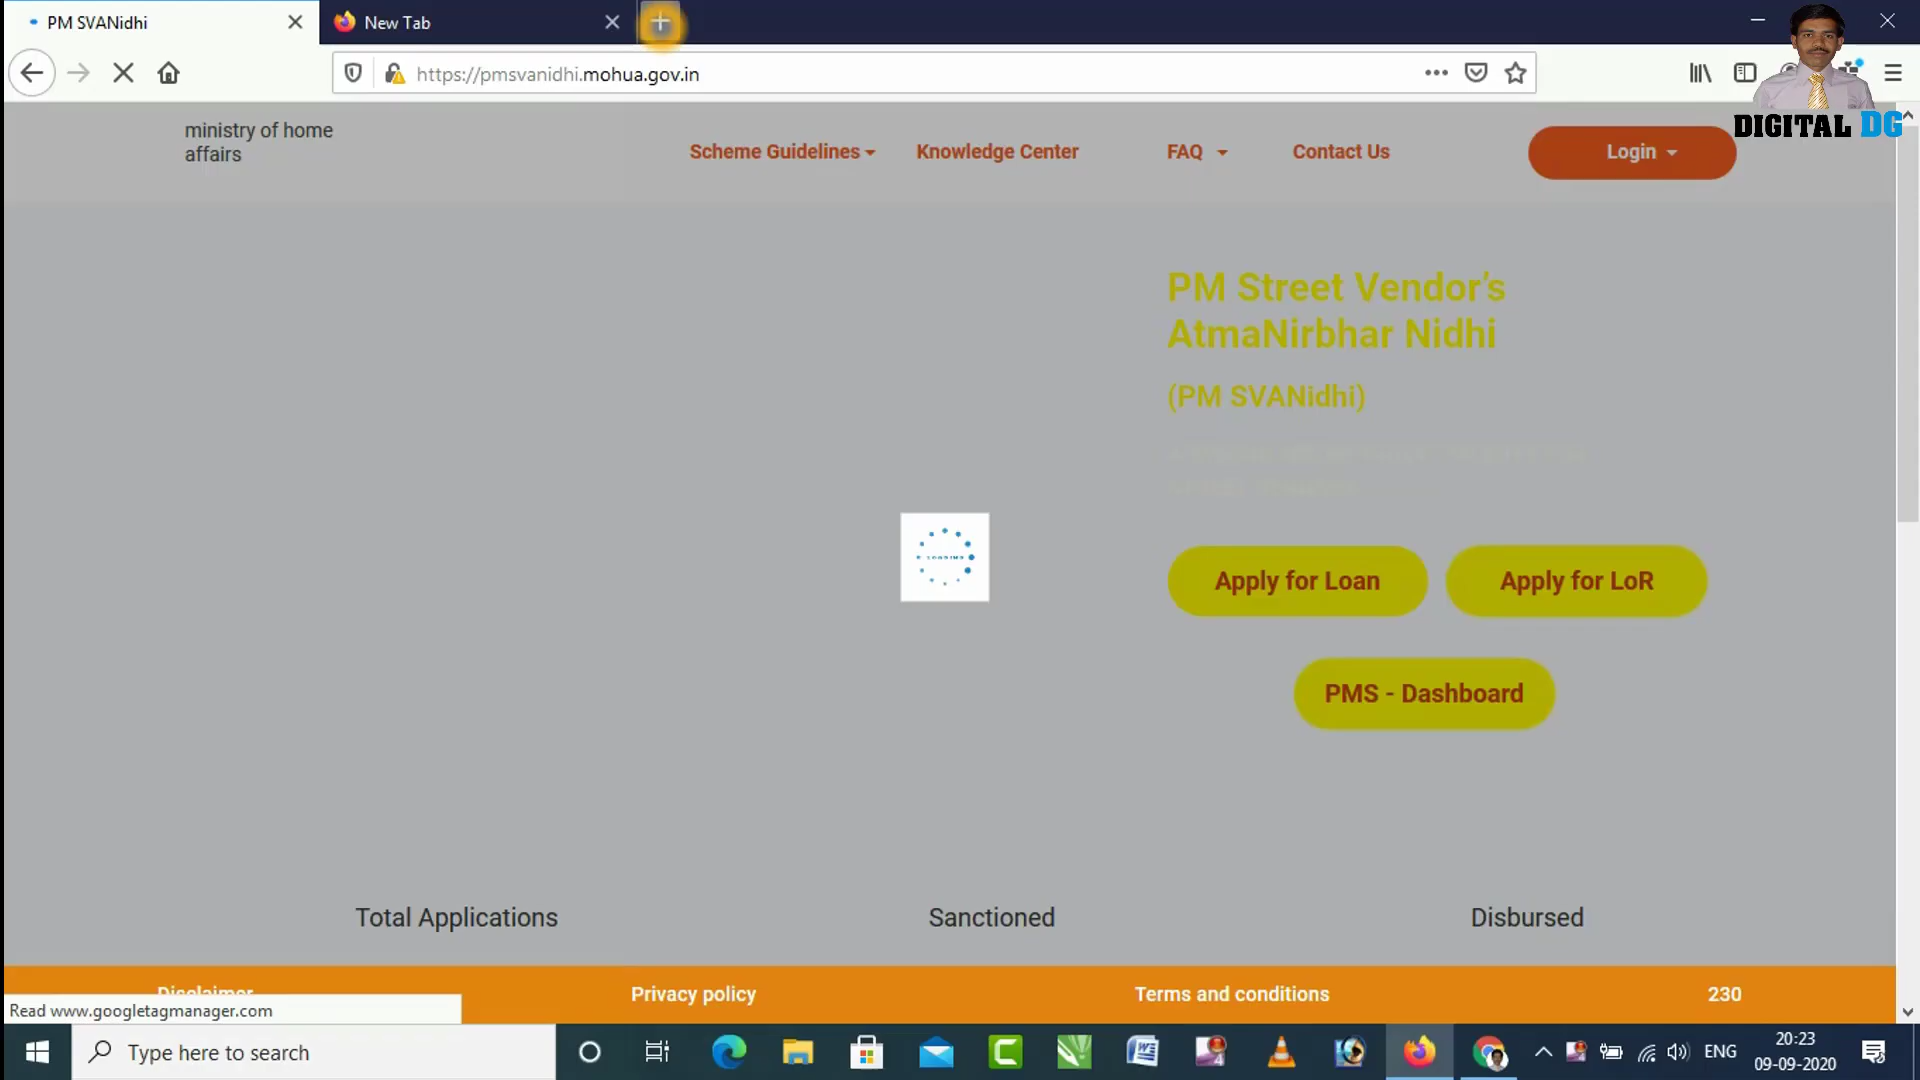 PM SVANidhi
New Tab
https://pmsvanidhi.mohua.gov.in
DIGITAL DG
ministry of home
affairs
Scheme Guidelines
Knowledge Center
FAQ
Contact Us
Login
PM Street Vendor’s
AtmaNirbhar Nidhi
(PM SVANidhi)
LOADING
Apply for Loan
Apply for LoR
PMS - Dashboard
Total Applications
Sanctioned
Disbursed
Disclaimer
Privacy policy
Terms and conditions
230
Read www.googletagmanager.com
Type here to search
ENG
20:23
09-09-2020